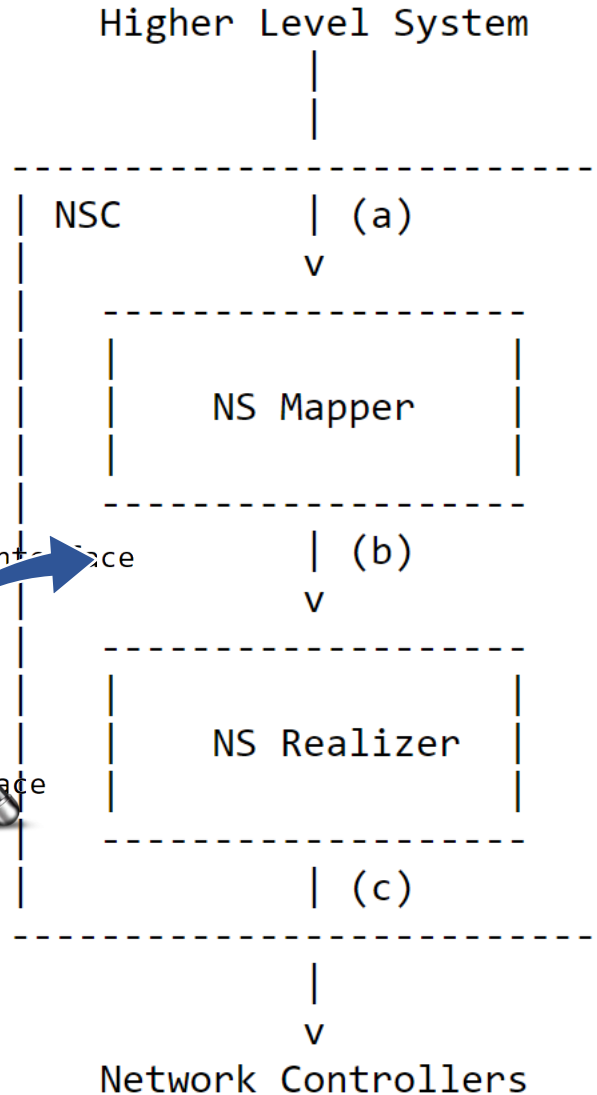 Higher Level System
NSC
(a)
v
NS Mapper
(b)
v
NS Realizer
(c)
v
Network Controllers